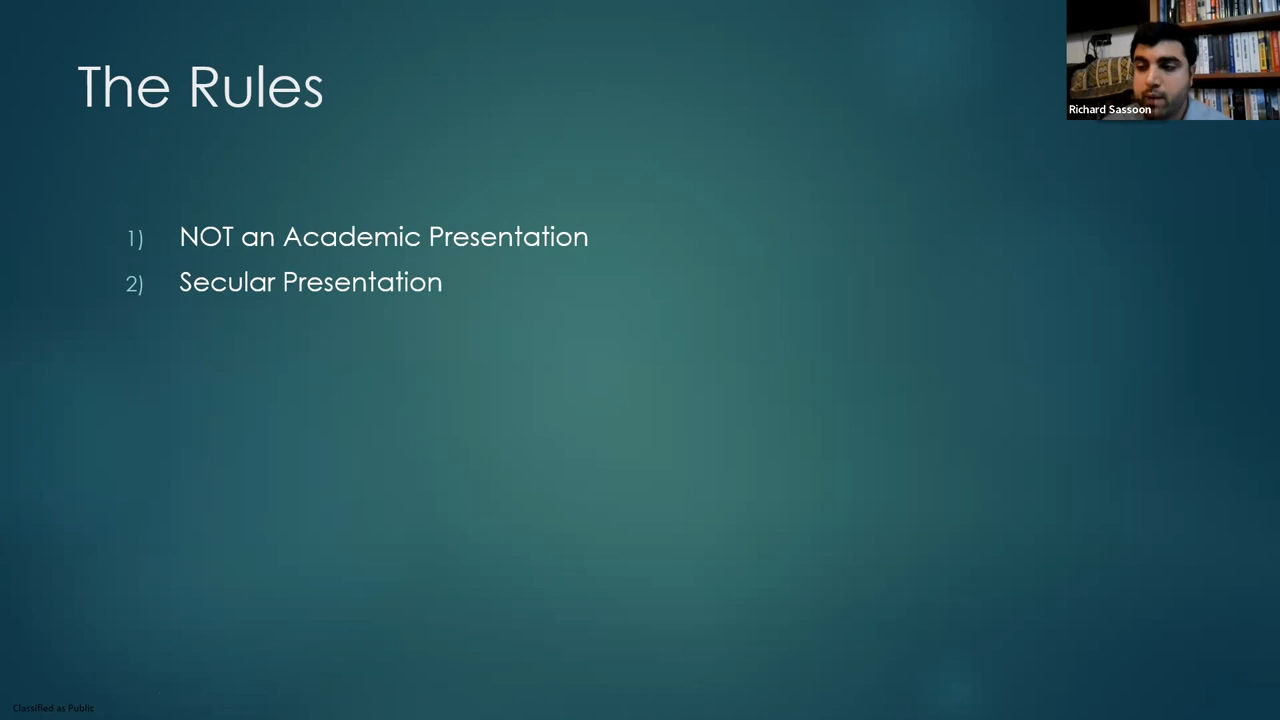 The Rules
1) NOT an Academic Presentation
2) Secular Presentation
Richard Sassoon
Classified as Public